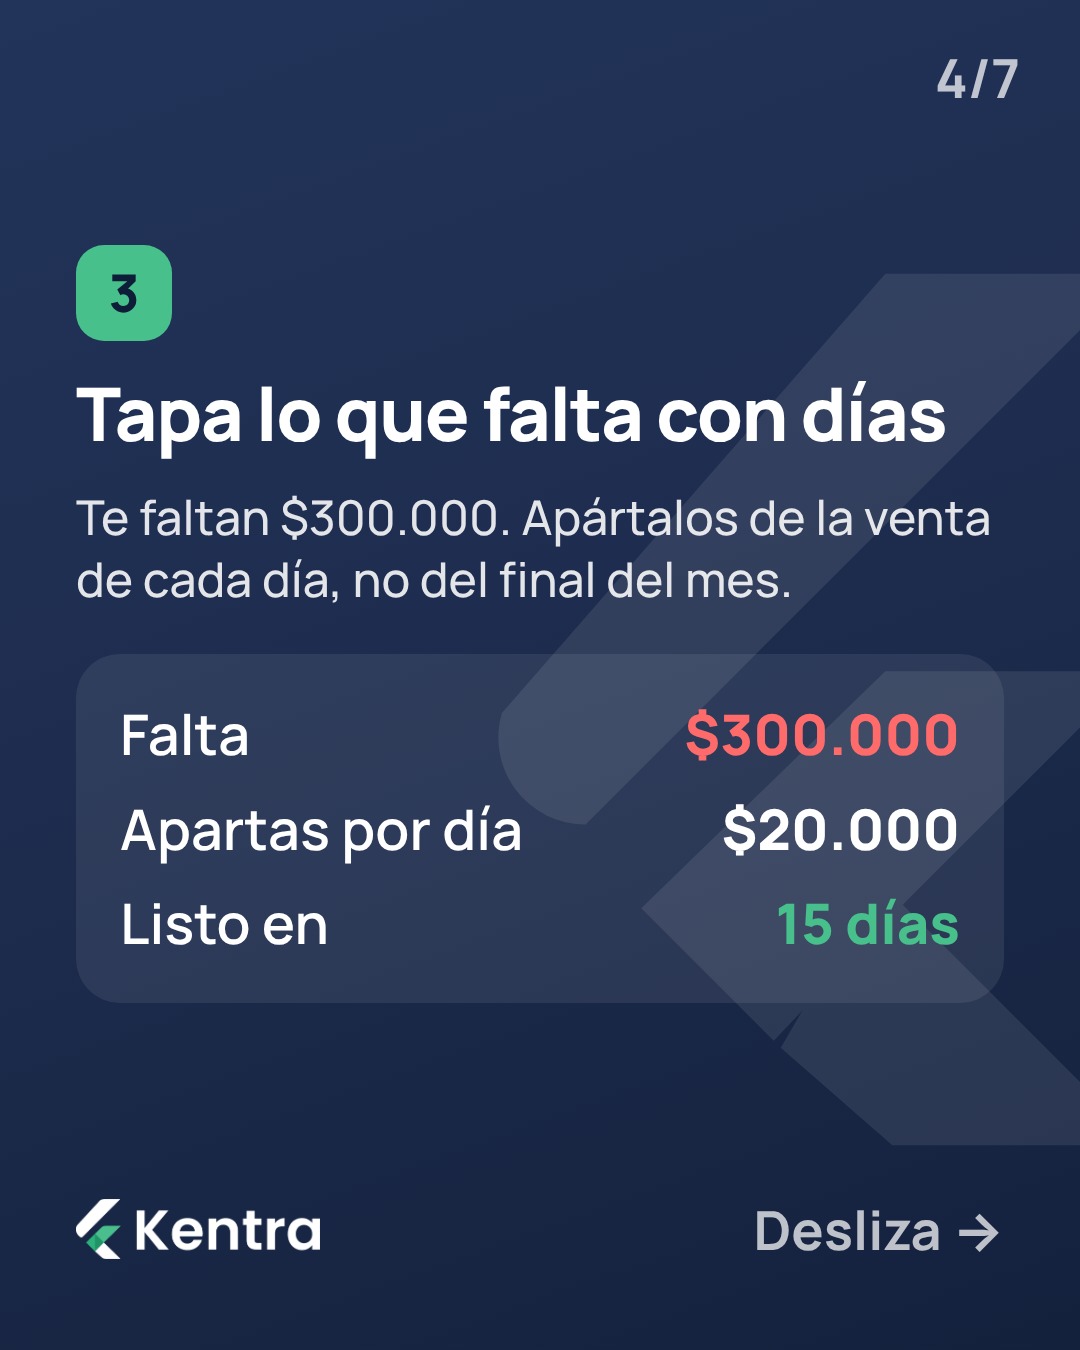 4/7
3
Tapa lo que falta con días
Te faltan $300.000. Apártalos de la venta
de cada día, no del final del mes.
Falta $300.000
Apartas por día $20.000
Listo en 15 días
Kentra
Desliza →